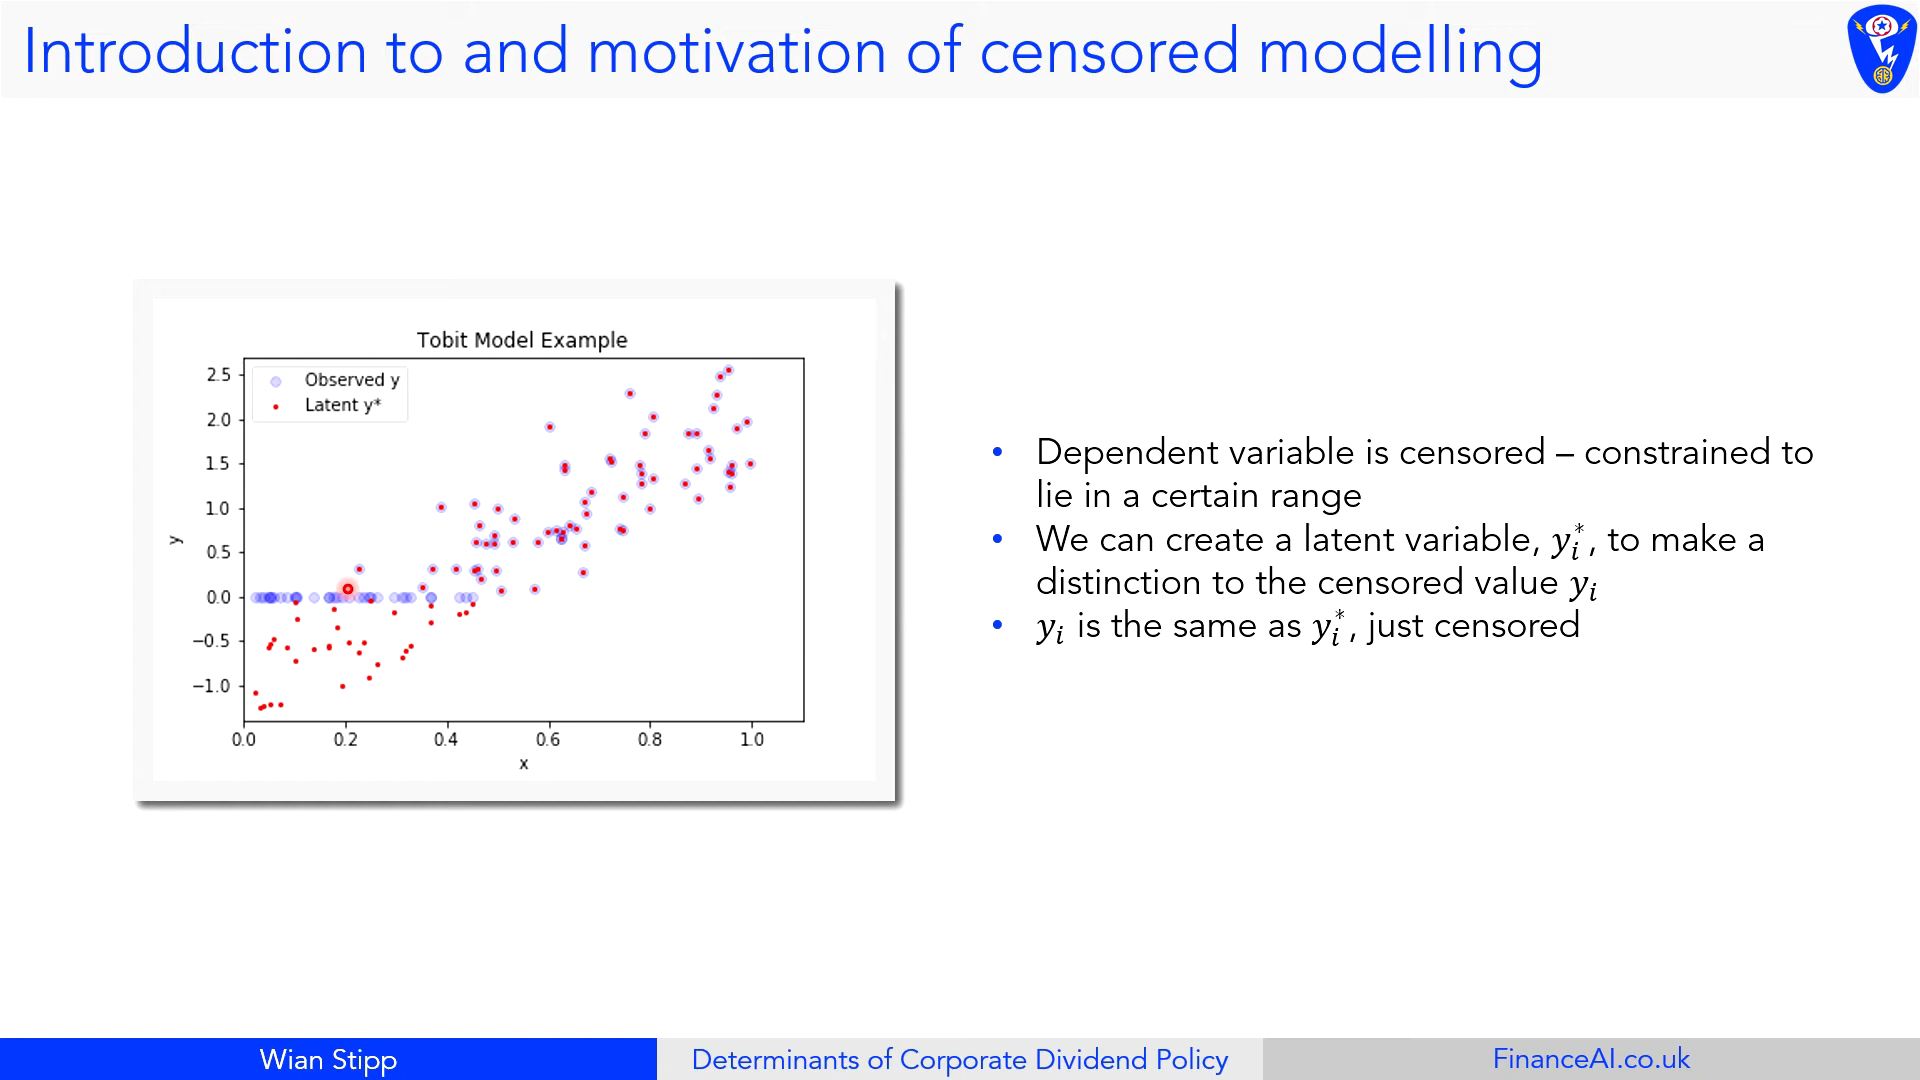 Introduction to and motivation of censored modelling
Tobit Model Example
Observed y
Latent y*
2.5
2.0
1.5
1.0
0.5
0.0
−0.5
−1.0
y
0.0 0.2 0.4 0.6 0.8 1.0
x
• Dependent variable is censored – constrained to
lie in a certain range
• We can create a latent variable, yᵢ*, to make a
distinction to the censored value yᵢ
• yᵢ is the same as yᵢ*, just censored
Wian Stipp
Determinants of Corporate Dividend Policy
FinanceAI.co.uk